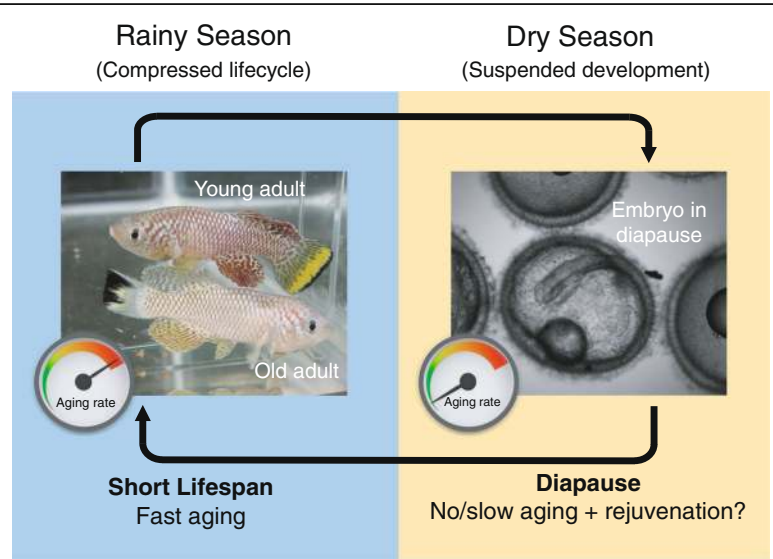 Rainy Season
(Compressed lifecycle)
Dry Season
(Suspended development)
Young adult
Old adult
Aging rate
Embryo in
diapause
Aging rate
Short Lifespan
Fast aging
Diapause
No/slow aging + rejuvenation?